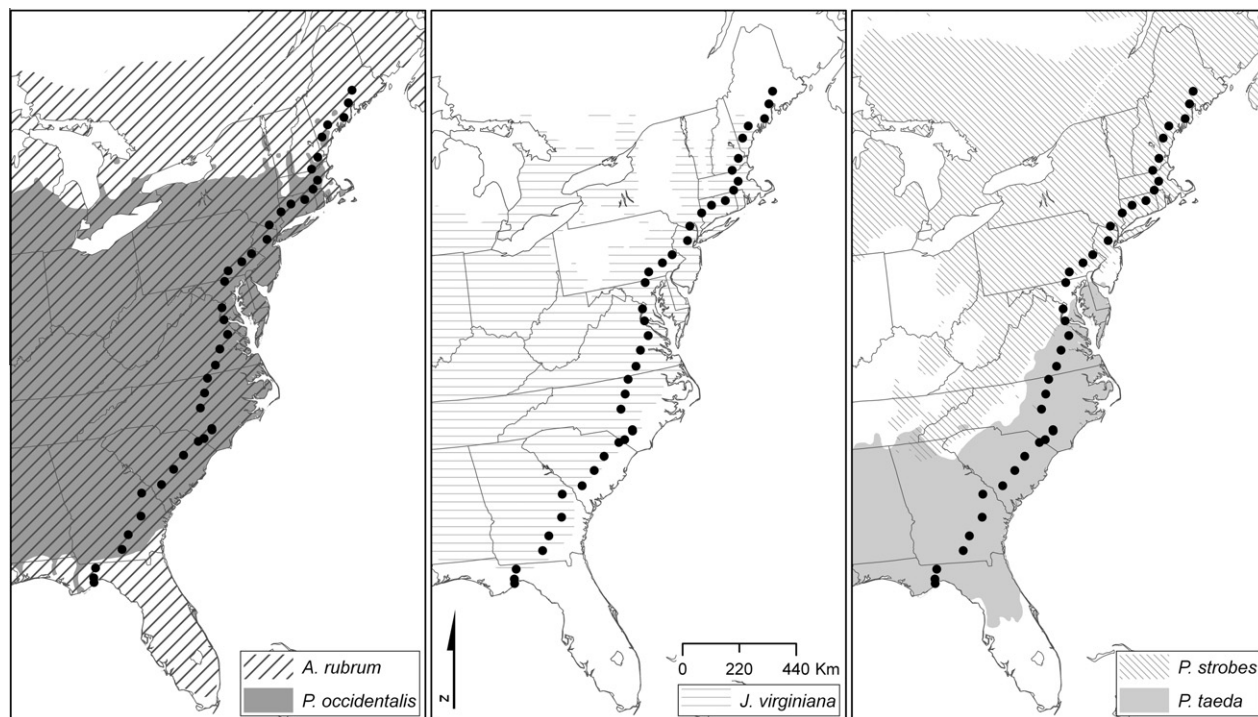 A. rubrum
P. occidentalis
N
0 220 440 Km
J. virginiana
P. strobes
P. taeda